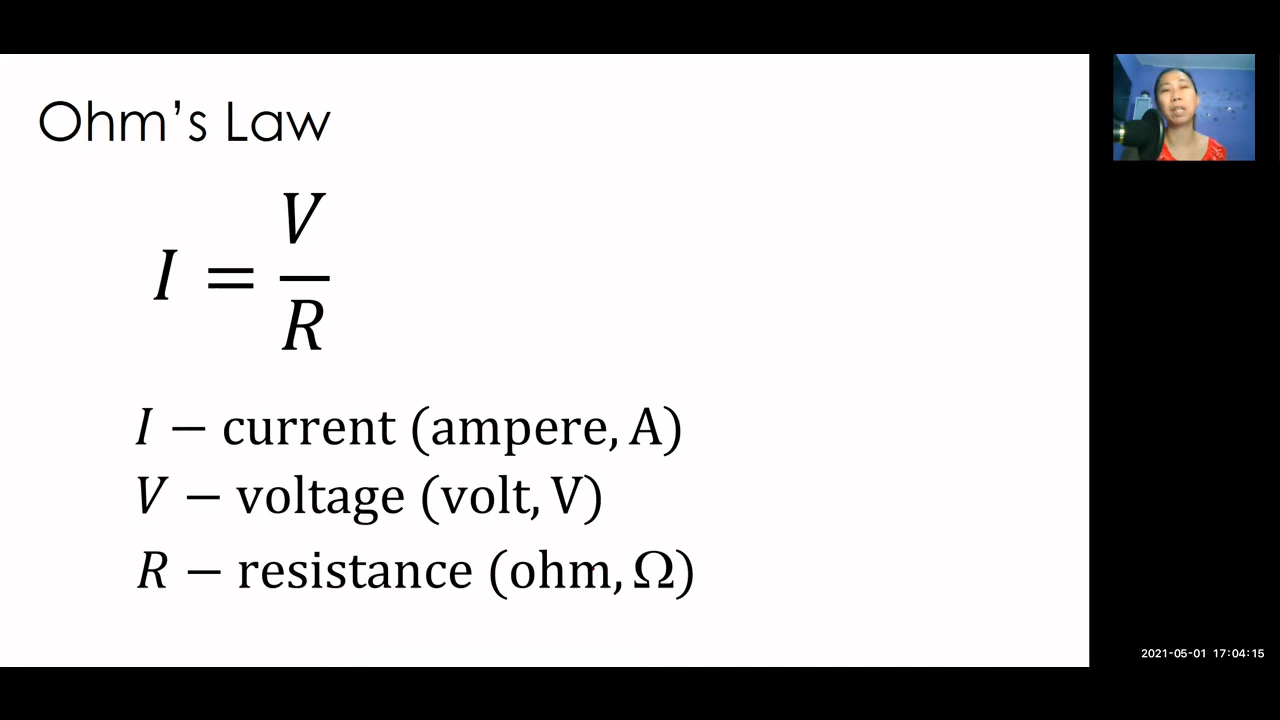 Ohm's Law
I = V/R
I − current (ampere, A)
V − voltage (volt, V)
R − resistance (ohm, Ω)
2021-05-01 17:04:15